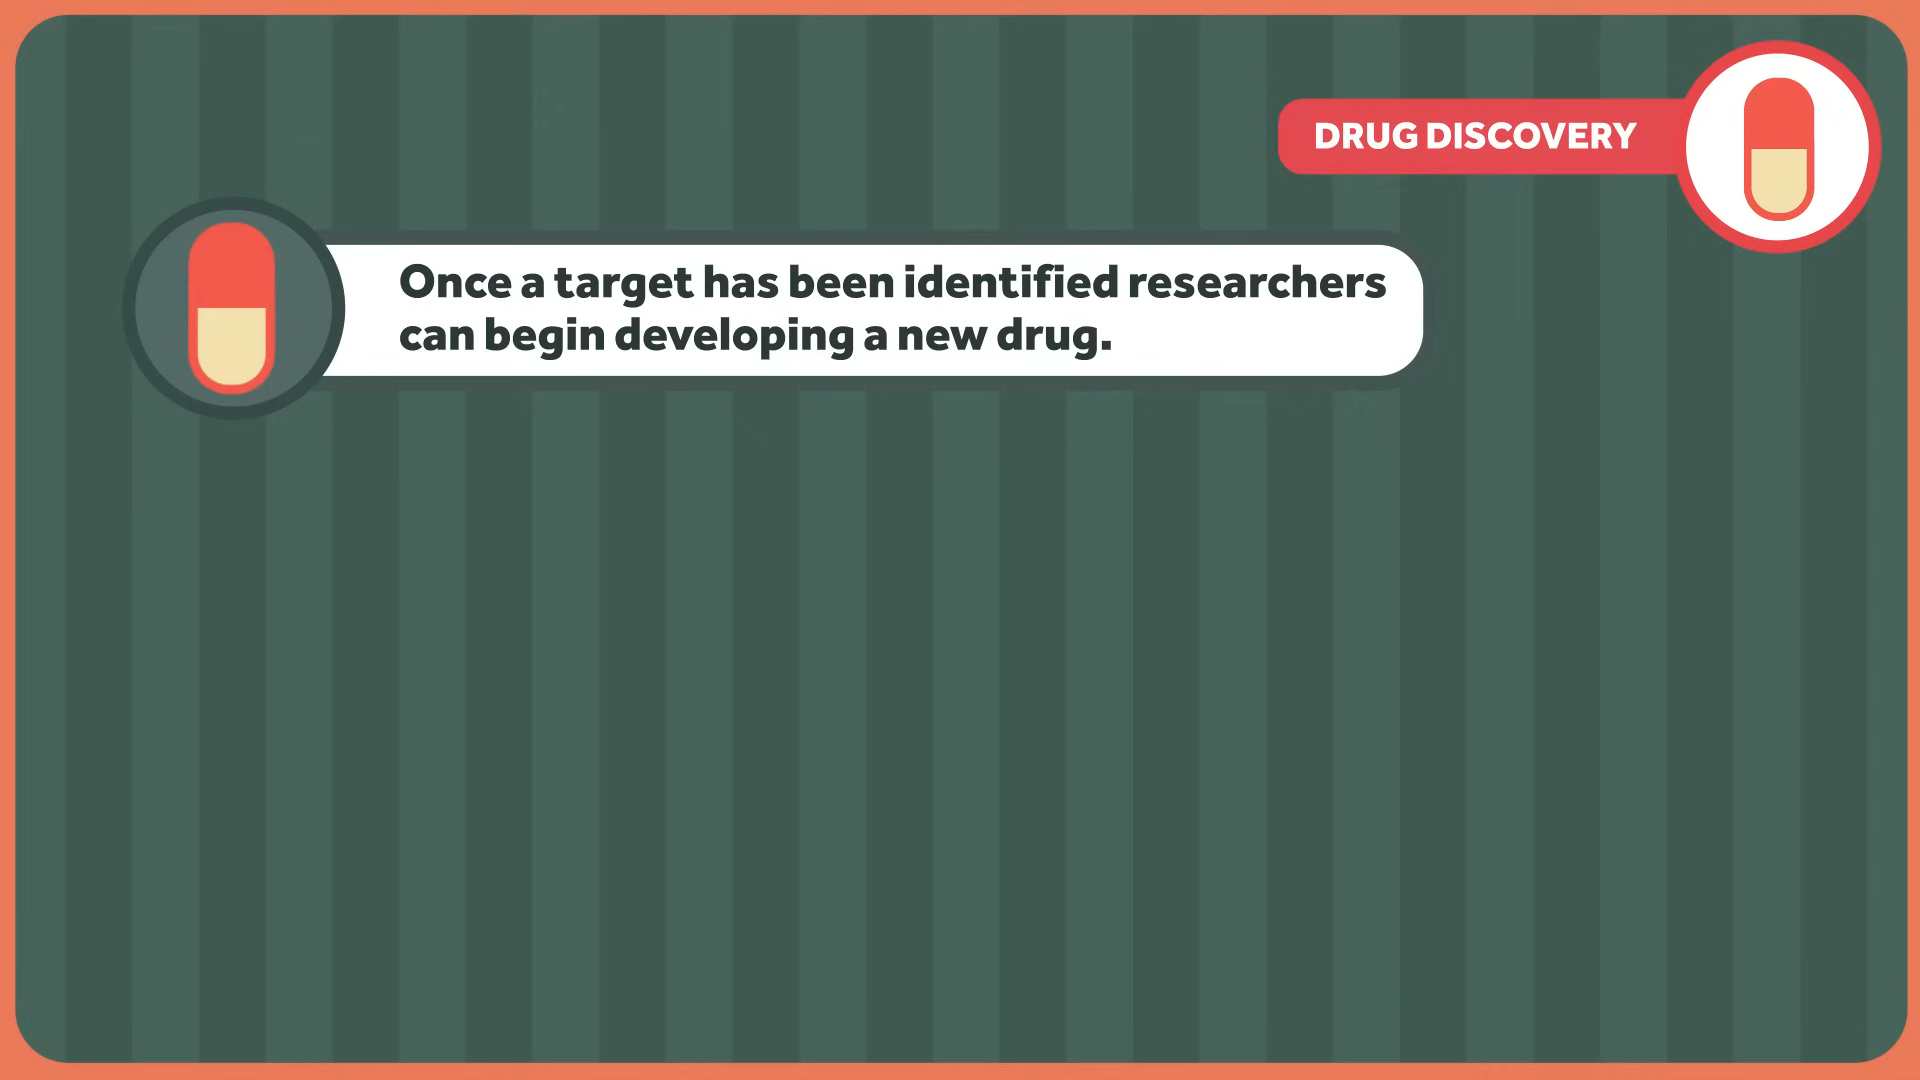 DRUG DISCOVERY
Once a target has been identified researchers
can begin developing a new drug.